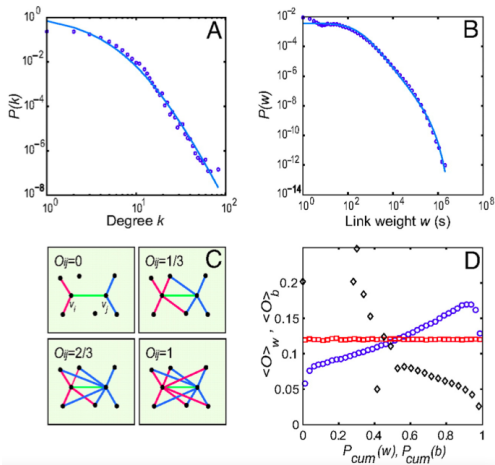 A
P(k)
10^0
10^-2
10^-4
10^-6
10^-8
10^0
10^1
10^2
Degree k
B
P(w)
10^-2
10^-4
10^-6
10^-8
10^-10
10^-12
10^-14
10^0
10^2
10^4
10^6
10^8
Link weight w (s)
C
O_ij=0
v_i
v_j
O_ij=1/3
O_ij=2/3
O_ij=1
D
<O>_w , <O>_b
0.2
0.15
0.1
0.05
0
0
0.2
0.4
0.6
0.8
1
P_cum(w), P_cum(b)